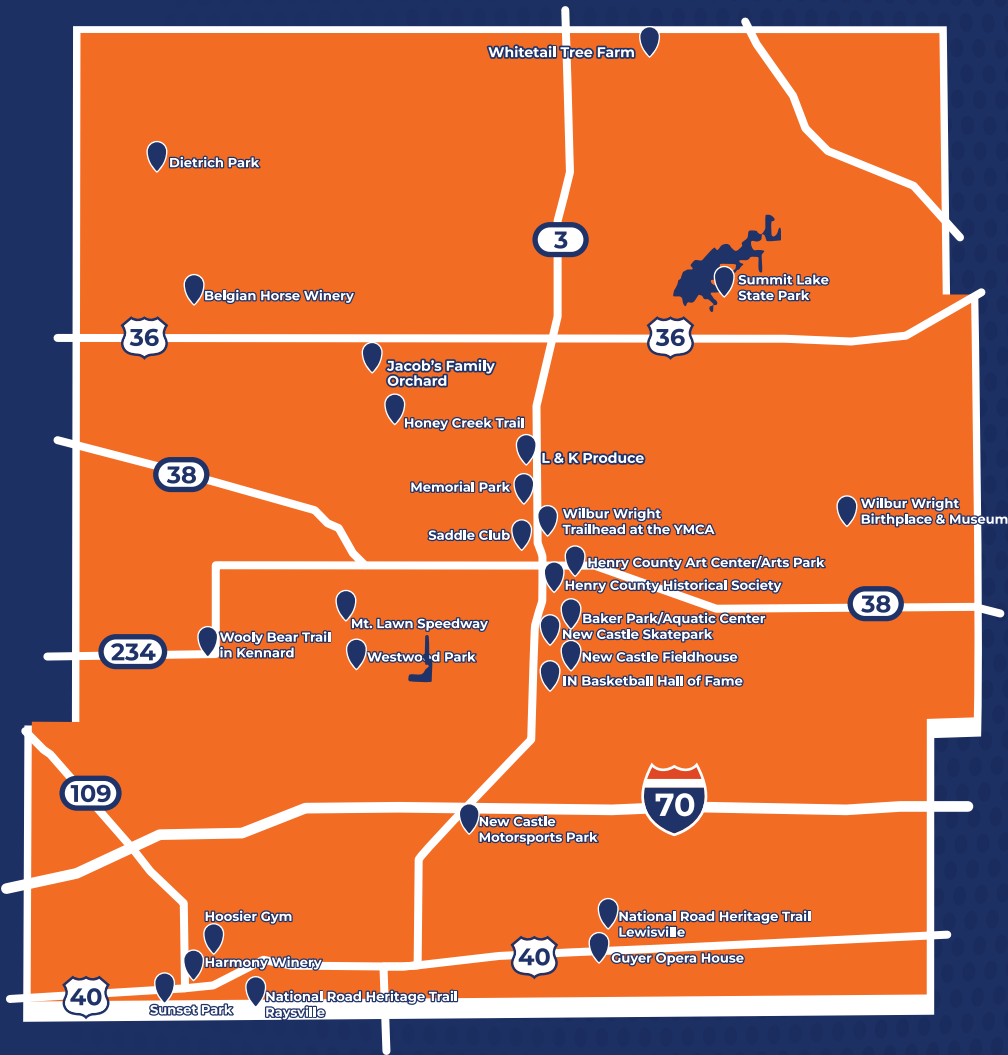 Whitetail Tree Farm
Dietrich Park
3
Summit Lake
State Park
Belgian Horse Winery
36
36
Jacob's Family
Orchard
Honey Creek Trail
L & K Produce
38
Memorial Park
Wilbur Wright
Birthplace & Museum
Wilbur Wright
Trailhead at the YMCA
Saddle Club
Henry County Art Center/Arts Park
Henry County Historical Society
38
Baker Park/Aquatic Center
Mt. Lawn Speedway
New Castle Skatepark
Wooly Bear Trail
in Kennard
234
Westwood Park
New Castle Fieldhouse
IN Basketball Hall of Fame
109
70
New Castle
Motorsports Park
Hoosier Gym
National Road Heritage Trail
Lewisville
Harmony Winery
40
Guyer Opera House
40
National Road Heritage Trail
Raysville
Sunset Park